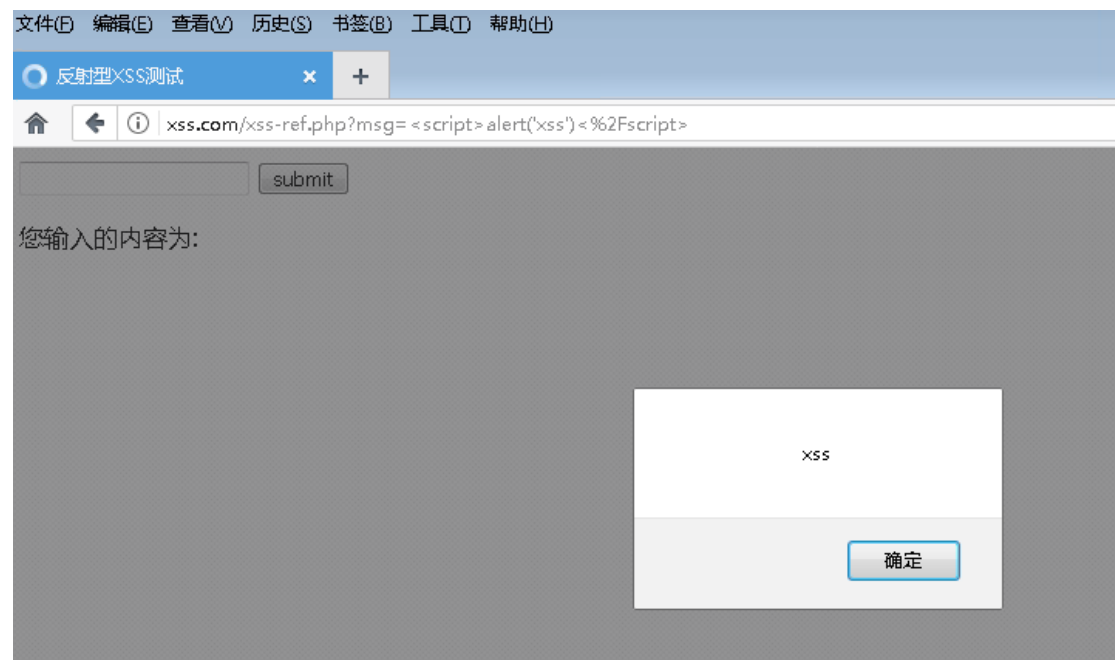 文件(F) 编辑(E) 查看(V) 历史(S) 书签(B) 工具(T) 帮助(H)
反射型XSS测试
xss.com/xss-ref.php?msg=<script>alert('xss')<%2Fscript>
submit
您输入的内容为:
xss
确定